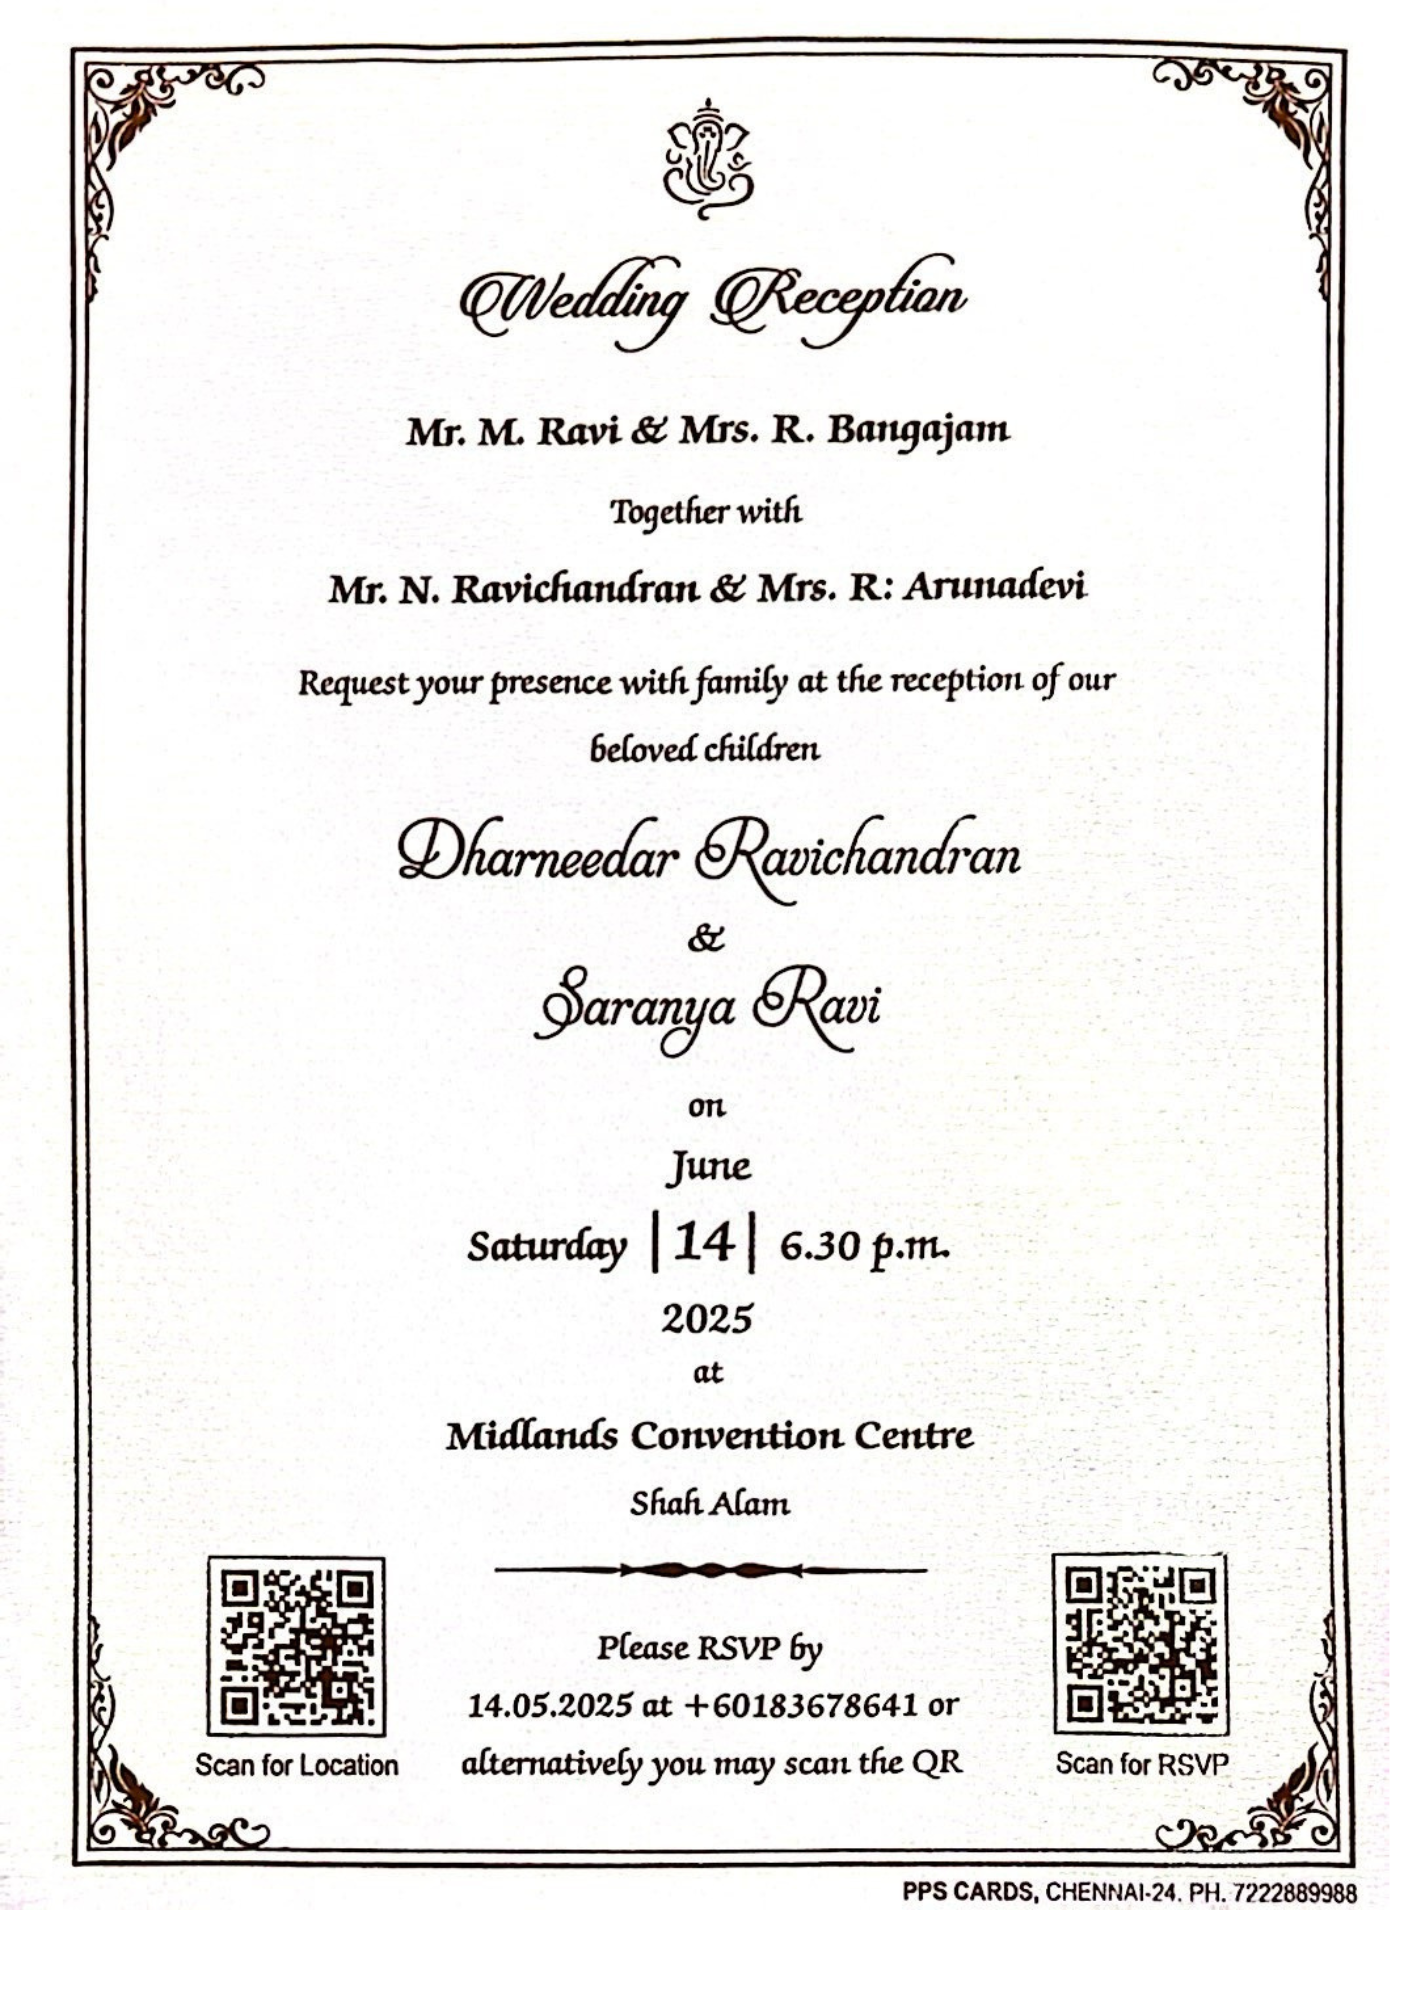 Wedding Reception
Mr. M. Ravi & Mrs. R. Bangajam
Together with
Mr. N. Ravichandran & Mrs. R: Arunadevi
Request your presence with family at the reception of our
beloved children
Dharneedar Ravichandran
&
Saranya Ravi
on
June
Saturday |14| 6.30 p.m.
2025
at
Midlands Convention Centre
Shah Alam
Please RSVP by
14.05.2025 at +60183678641 or
alternatively you may scan the QR
Scan for Location
Scan for RSVP
PPS CARDS, CHENNAI-24. PH. 7222889988